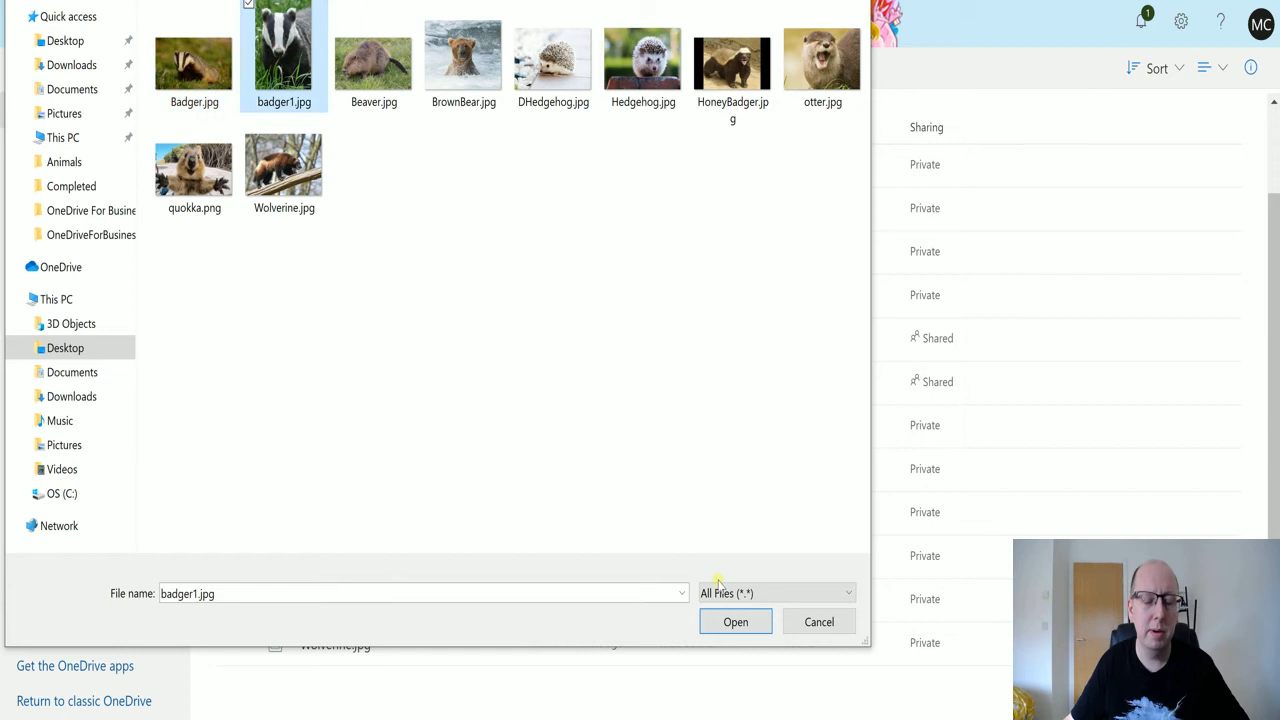 Quick access
Desktop
Downloads
Documents
Pictures
This PC
Animals
Completed
OneDrive For Busine
OneDriveForBusines
OneDrive
This PC
3D Objects
Desktop
Documents
Downloads
Music
Pictures
Videos
OS (C:)
Network
Badger.jpg
badger1.jpg
Beaver.jpg
BrownBear.jpg
DHedgehog.jpg
Hedgehog.jpg
HoneyBadger.jp
g
otter.jpg
quokka.png
Wolverine.jpg
File name:
badger1.jpg
All Files (*.*)
Open
Cancel
1
?
MC
Sort
Sharing
Private
Private
Private
Private
Shared
Shared
Private
Private
Private
Private
Private
Private
Wolverine.jpg
Get the OneDrive apps
Return to classic OneDrive